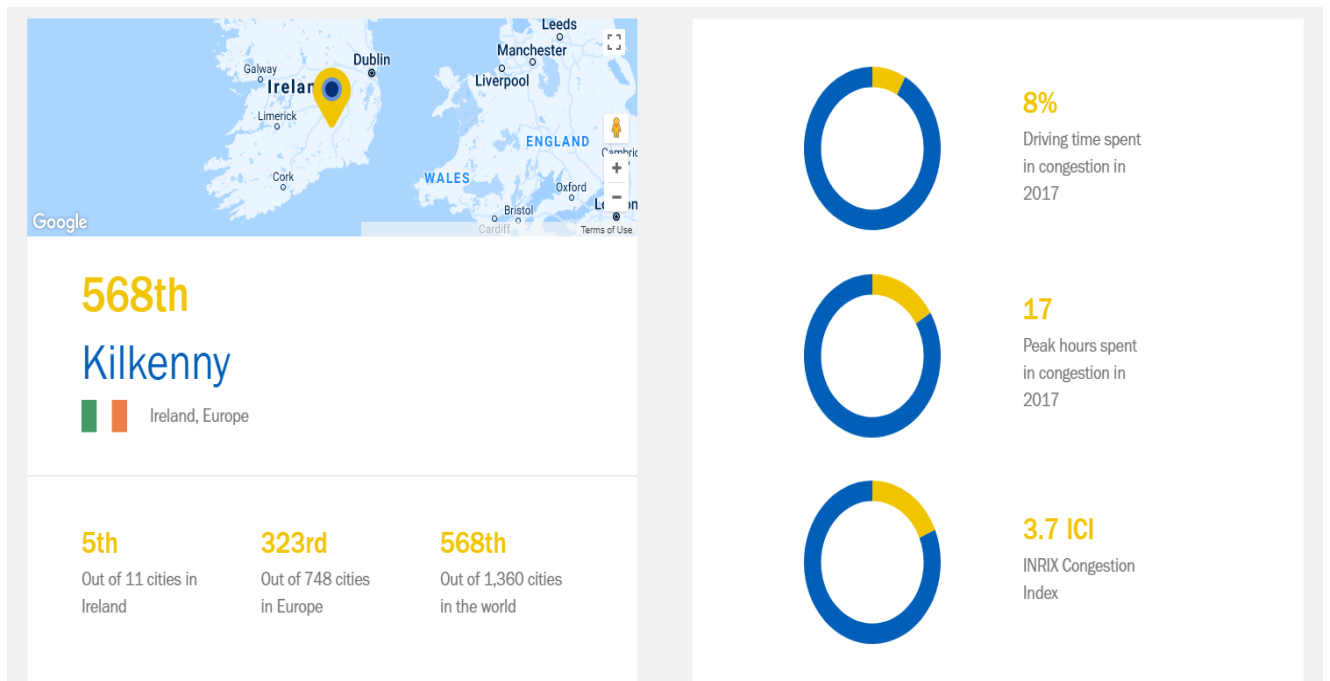 Leeds
Manchester
Dublin
Galway
Liverpool
Irelan
Limerick
ENGLAND
Cork
WALES
Oxford
Bristol
Google
Cardiff
Terms of Use
568th
Kilkenny
Ireland, Europe
5th
Out of 11 cities in
Ireland
323rd
Out of 748 cities
in Europe
568th
Out of 1,360 cities
in the world
8%
Driving time spent
in congestion in
2017
17
Peak hours spent
in congestion in
2017
3.7 ICI
INRIX Congestion
Index